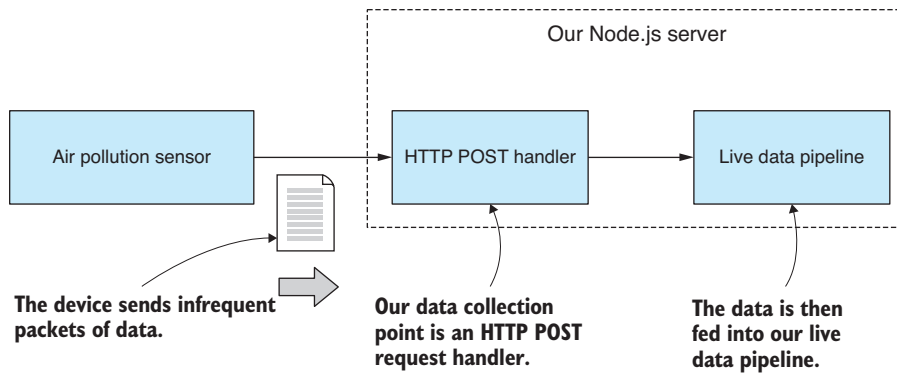 Our Node.js server
Air pollution sensor
HTTP POST handler
Live data pipeline
The device sends infrequent
packets of data.
Our data collection
point is an HTTP POST
request handler.
The data is then
fed into our live
data pipeline.